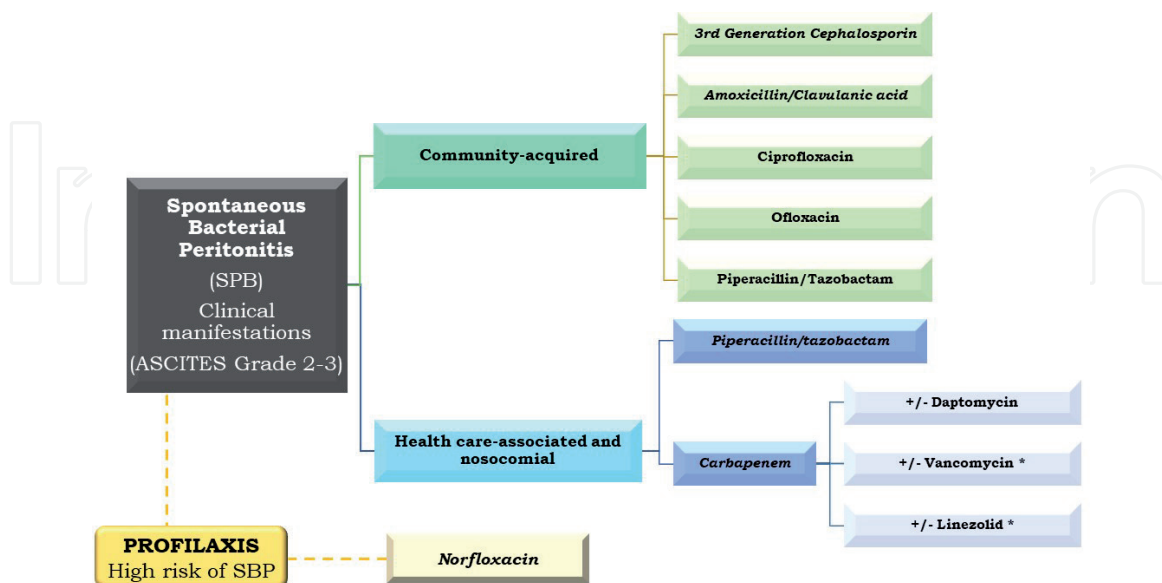 Spontaneous
Bacterial
Peritonitis
(SPB)
Clinical
manifestations
(ASCITES Grade 2-3)
Community-acquired
3rd Generation Cephalosporin
Amoxicillin/Clavulanic acid
Ciprofloxacin
Ofloxacin
Piperacillin/Tazobactam
Health care-associated and
nosocomial
Piperacillin/tazobactam
Carbapenem
+/- Daptomycin
+/- Vancomycin *
+/- Linezolid *
PROFILAXIS
High risk of SBP
Norfloxacin